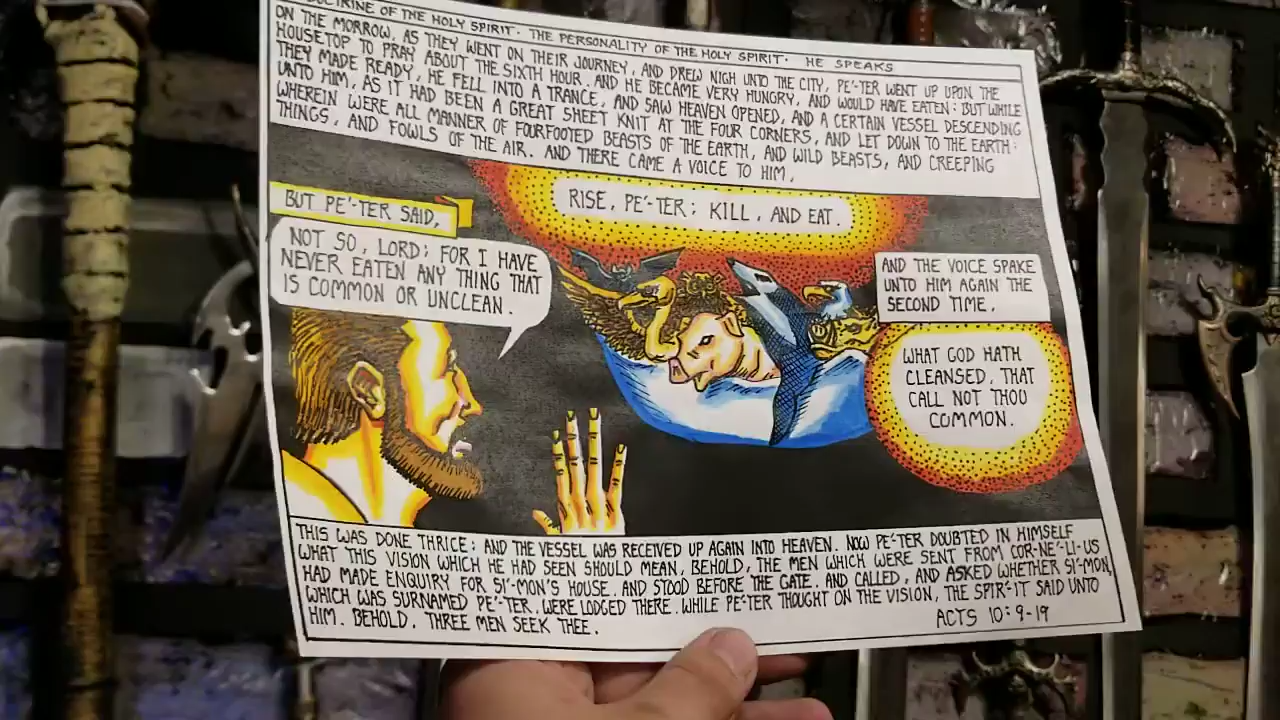 DOCTRINE OF THE HOLY SPIRIT · THE PERSONALITY OF THE HOLY SPIRIT · HE SPEAKS
ON THE MORROW, AS THEY WENT ON THEIR JOURNEY, AND DREW NIGH UNTO THE CITY, PE'-TER WENT UP UPON THE
HOUSETOP TO PRAY ABOUT THE SIXTH HOUR. AND HE BECAME VERY HUNGRY, AND WOULD HAVE EATEN: BUT WHILE
THEY MADE READY, HE FELL INTO A TRANCE, AND SAW HEAVEN OPENED, AND A CERTAIN VESSEL DESCENDING
UNTO HIM, AS IT HAD BEEN A GREAT SHEET KNIT AT THE FOUR CORNERS, AND LET DOWN TO THE EARTH:
WHEREIN WERE ALL MANNER OF FOURFOOTED BEASTS OF THE EARTH, AND WILD BEASTS, AND CREEPING
THINGS, AND FOWLS OF THE AIR. AND THERE CAME A VOICE TO HIM,
RISE, PE'-TER; KILL, AND EAT.
BUT PE'-TER SAID,
NOT SO, LORD; FOR I HAVE
NEVER EATEN ANY THING THAT
IS COMMON OR UNCLEAN.
AND THE VOICE SPAKE
UNTO HIM AGAIN THE
SECOND TIME,
WHAT GOD HATH
CLEANSED, THAT
CALL NOT THOU
COMMON.
THIS WAS DONE THRICE: AND THE VESSEL WAS RECEIVED UP AGAIN INTO HEAVEN. NOW PE'-TER DOUBTED IN HIMSELF
WHAT THIS VISION WHICH HE HAD SEEN SHOULD MEAN, BEHOLD, THE MEN WHICH WERE SENT FROM COR-NE'-LI-US
HAD MADE ENQUIRY FOR SI'-MON'S HOUSE, AND STOOD BEFORE THE GATE, AND CALLED, AND ASKED WHETHER SI'-MON,
WHICH WAS SURNAMED PE'-TER, WERE LODGED THERE. WHILE PE'-TER THOUGHT ON THE VISION, THE SPIR'-IT SAID UNTO
HIM, BEHOLD, THREE MEN SEEK THEE.
ACTS 10:9-19